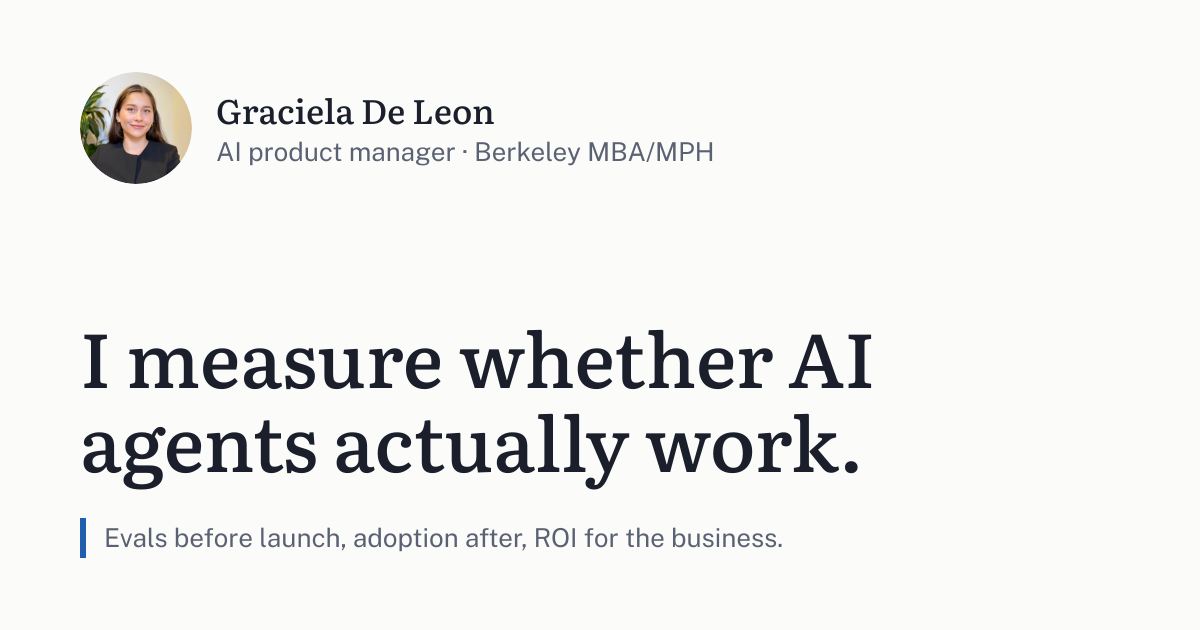 Graciela De Leon
AI product manager · Berkeley MBA/MPH
I measure whether AI
agents actually work.
Evals before launch, adoption after, ROI for the business.